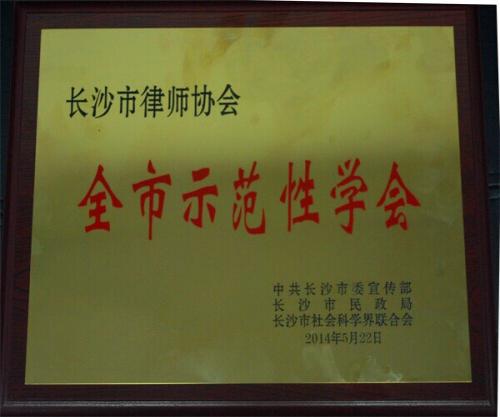 长沙市律师协会
全市示范性学会
中共长沙市委宣传部
长沙市民政局
长沙市社会科学界联合会
2014年5月22日